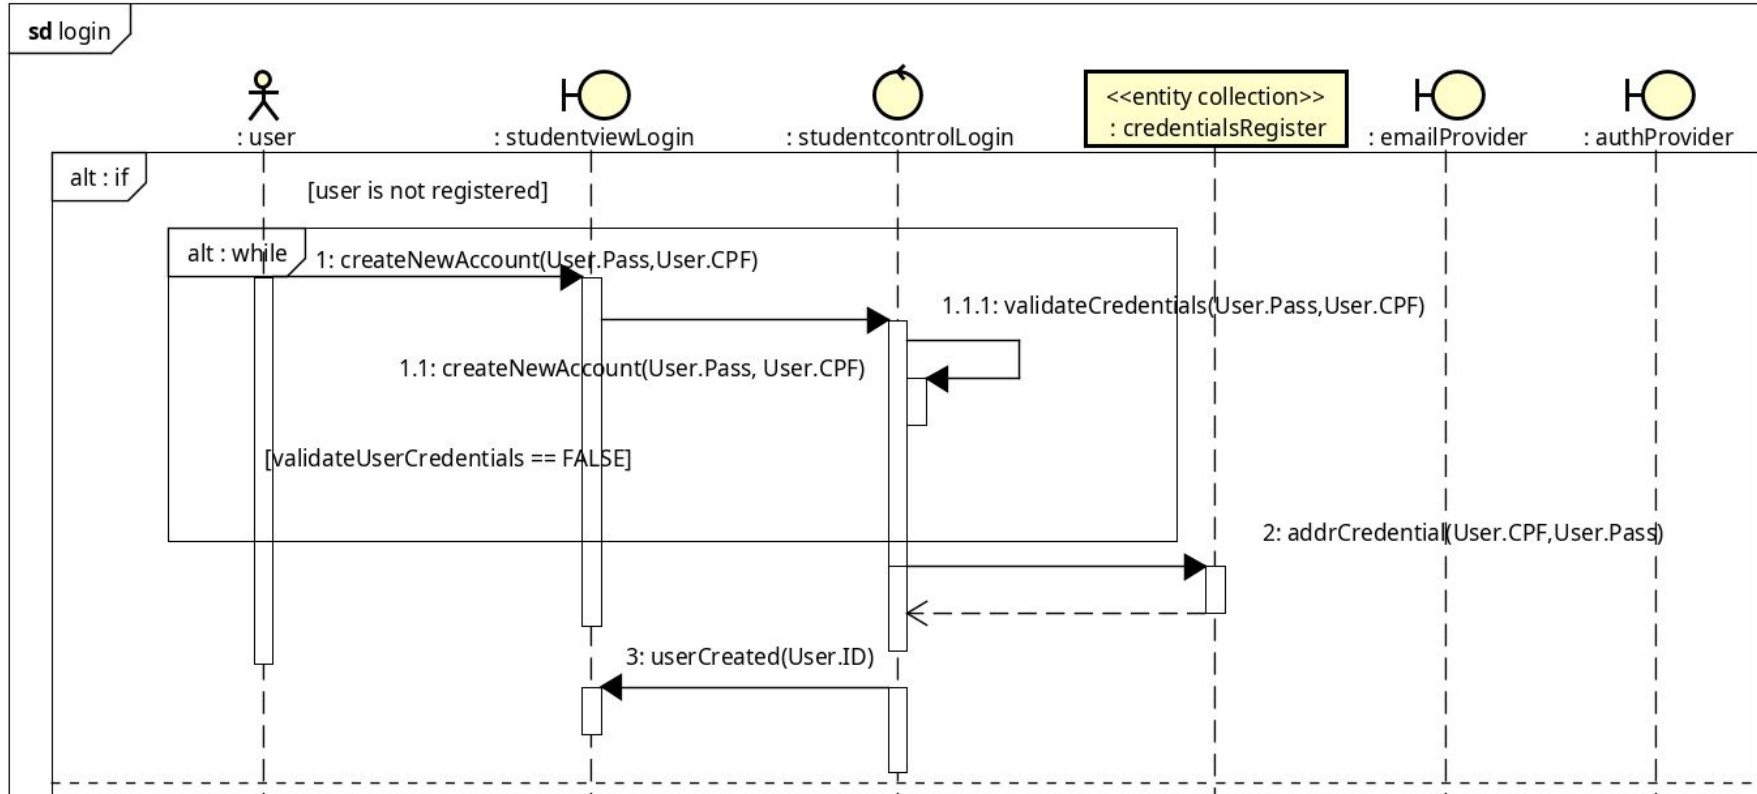 sd login
: user
: studentviewLogin
: studentcontrolLogin
<<entity collection>>
: credentialsRegister
: emailProvider
: authProvider
alt : if
[user is not registered]
alt : while
1: createNewAccount(User.Pass,User.CPF)
1.1.1: validateCredentials(User.Pass,User.CPF)
1.1: createNewAccount(User.Pass, User.CPF)
[validateUserCredentials == FALSE]
2: addrCredential(User.CPF,User.Pass)
3: userCreated(User.ID)